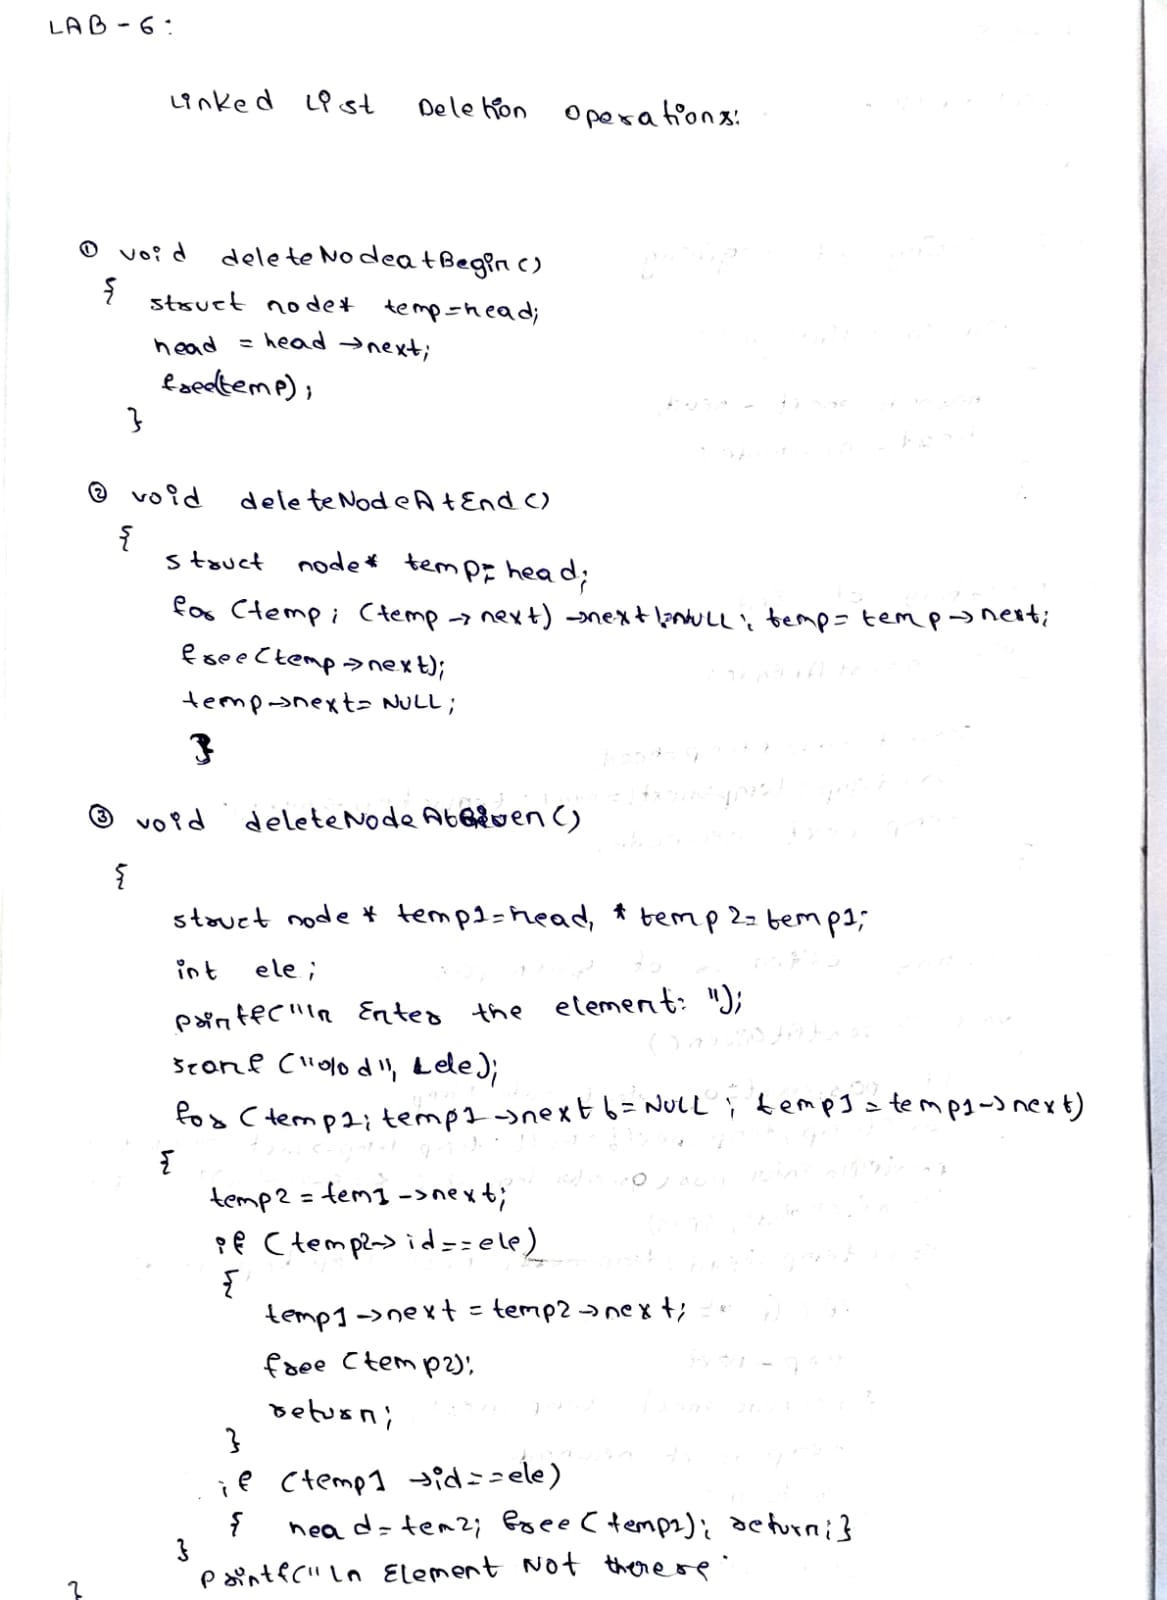 LAB - 6 :
Linked List Deletion Operations:
① void deleteNodeatBegin()
{ struct node* temp=head;
head = head →next;
free(temp);
}
② void deleteNodeAtEnd()
{
struct node* temp= head;
for (temp; (temp → next) →next!=NULL; temp= temp→next;
free(temp→next);
temp→next= NULL;
}
③ void deleteNodeAtGiven()
{
struct node * temp1=head, * temp2=temp1;
int ele;
printf("\n Enter the element: ");
scanf ("%d", &ele);
for (temp1; temp1→next != NULL ; temp1 = temp1→next)
{
temp2 = tem1 →next;
if (temp2→id==ele)
{
temp1→next = temp2→next;
free (temp2);
return;
}
if (temp1 →id==ele)
{ head=tem2; free(temp1); return;}
}
printf("\n Element Not therere
}